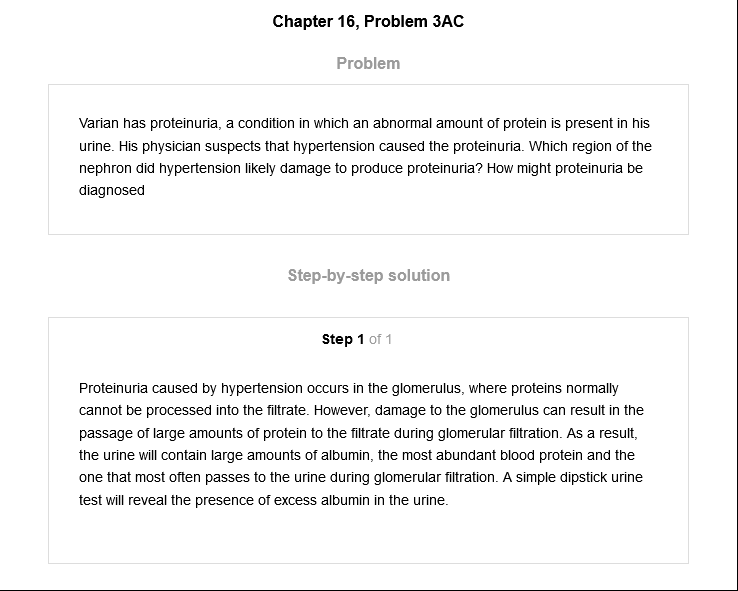 Chapter 16, Problem 3AC
Problem
Varian has proteinuria, a condition in which an abnormal amount of protein is present in his
urine. His physician suspects that hypertension caused the proteinuria. Which region of the
nephron did hypertension likely damage to produce proteinuria? How might proteinuria be
diagnosed
Step-by-step solution
Step 1 of 1
Proteinuria caused by hypertension occurs in the glomerulus, where proteins normally
cannot be processed into the filtrate. However, damage to the glomerulus can result in the
passage of large amounts of protein to the filtrate during glomerular filtration. As a result,
the urine will contain large amounts of albumin, the most abundant blood protein and the
one that most often passes to the urine during glomerular filtration. A simple dipstick urine
test will reveal the presence of excess albumin in the urine.